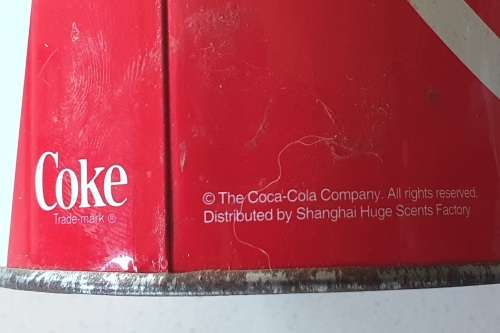 Coke
Trade-mark ®
© The Coca-Cola Company. All rights reserved.
Distributed by Shanghai Huge Scents Factory